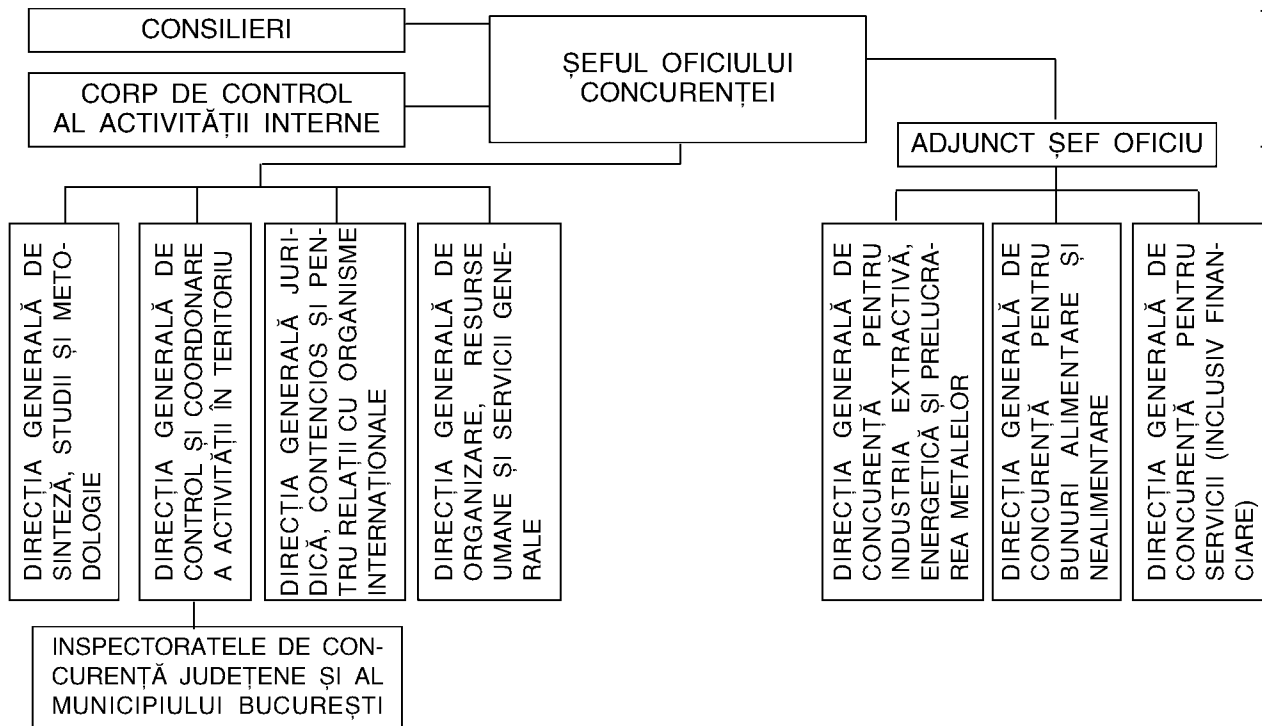 CONSILIERI
ȘEFUL OFICIULUI
CONCURENȚEI
CORP DE CONTROL
AL ACTIVITĂȚII INTERNE
ADJUNCT ȘEF OFICIU
DIRECȚIA GENERALĂ DE
SINTEZĂ, STUDII ȘI METO-
DOLOGIE
DIRECȚIA GENERALĂ DE
CONTROL ȘI COORDONARE
A ACTIVITĂȚII ÎN TERITORIU
DIRECȚIA GENERALĂ JURI-
DICĂ, CONTENCIOS ȘI PEN-
TRU RELAȚII CU ORGANISME
INTERNAȚIONALE
DIRECȚIA GENERALĂ DE
ORGANIZARE, RESURSE
UMANE ȘI SERVICII GENE-
RALE
DIRECȚIA GENERALĂ DE
CONCURENȚĂ PENTRU
INDUSTRIA EXTRACTIVĂ,
ENERGETICĂ ȘI PRELUCRA-
REA METALELOR
DIRECȚIA GENERALĂ DE
CONCURENȚĂ PENTRU
BUNURI ALIMENTARE ȘI
NEALIMENTARE
DIRECȚIA GENERALĂ DE
CONCURENȚĂ PENTRU
SERVICII (INCLUSIV FINAN-
CIARE)
INSPECTORATELE DE CON-
CURENȚĂ JUDEȚENE ȘI AL
MUNICIPIULUI BUCUREȘTI